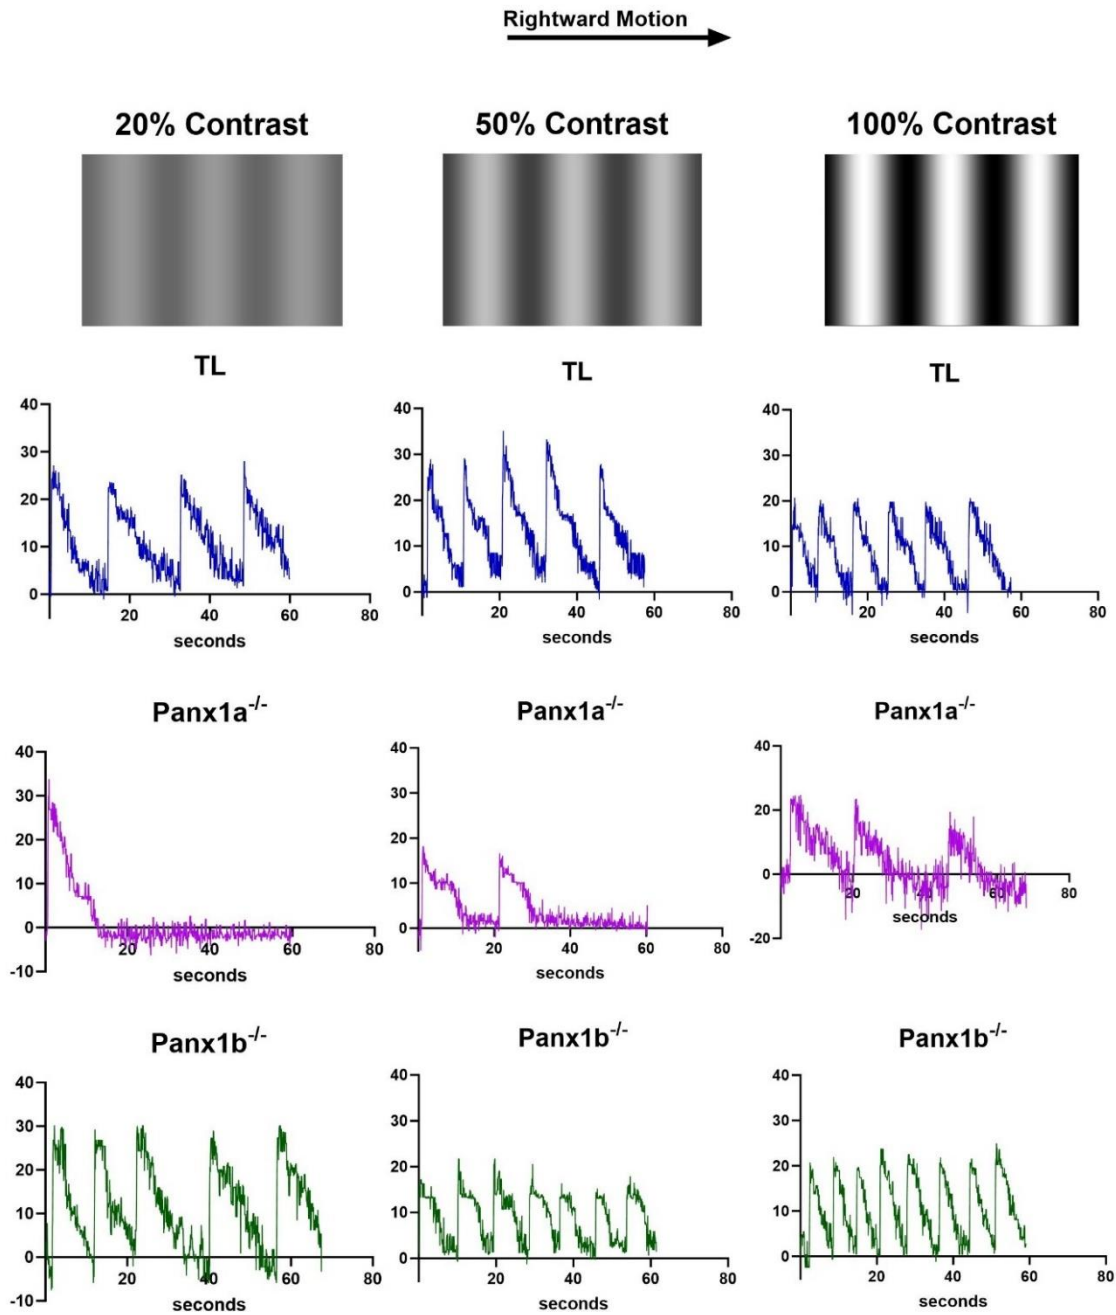 Rightward Motion
20% Contrast 50% Contrast 100% Contrast
TL TL TL
40 40 40
30 30 30
20 20 20
10 10 10
0 0 0
20 40 60 80 20 40 60 80 20 40 60 80
seconds seconds seconds
Panx1a-/- Panx1a-/- Panx1a-/-
40 40 40
30 30
20 20 20
10 10
0 0 0
20 40 60 80 20 40 60 80 20 40 60 80
-10 -20
seconds seconds seconds
Panx1b-/- Panx1b-/- Panx1b-/-
40 40 40
30 30 30
20 20 20
10 10 10
0 0 0
20 40 60 80 20 40 60 80 20 40 60 80
-10
seconds seconds seconds